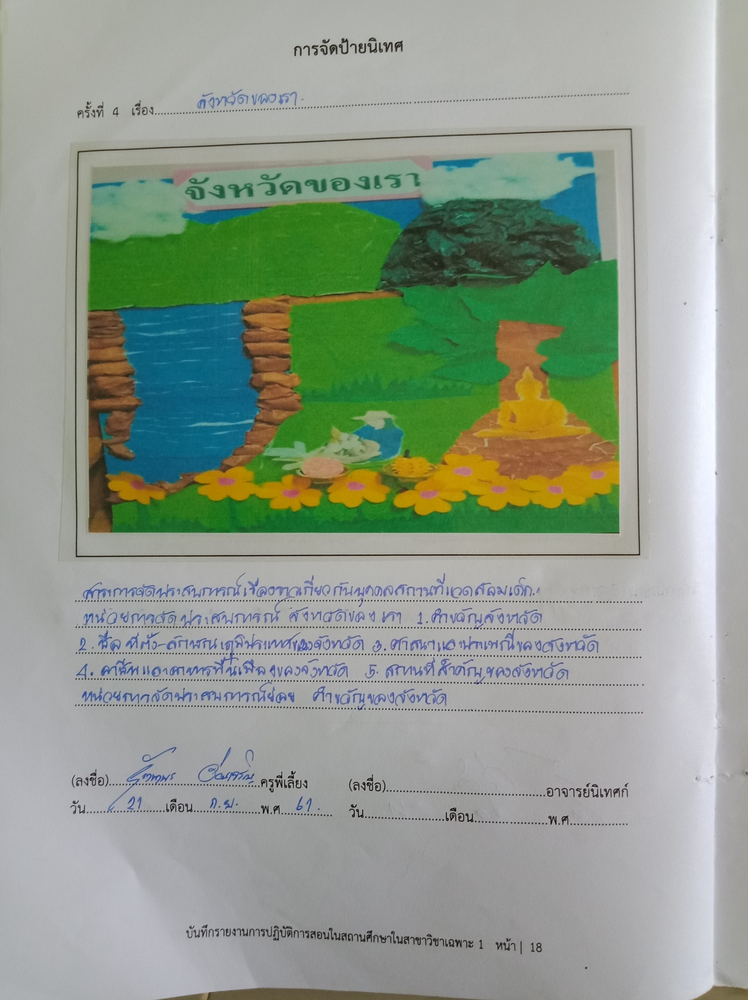 การจัดป้ายนิเทศ
ครั้งที่ 4 เรื่อง จังหวัดของเรา
จังหวัดของเรา
สาระการจัดประสบการณ์เรื่องราวเกี่ยวกับบุคคลสถานที่แวดล้อมเด็ก
หน่วยการจัดประสบการณ์ จังหวัดของเรา 1. คำขวัญจังหวัด
2. ชื่อ ที่ตั้ง-ลักษณะภูมิประเทศของจังหวัด 3. ศาสนาและประเพณีของจังหวัด
4. อาชีพและอาหารพื้นเมืองของจังหวัด 5. สถานที่สำคัญของจังหวัด
หน่วยการจัดประสบการณ์ย่อย คำขวัญของจังหวัด
(ลงชื่อ) ครูพี่เลี้ยง (ลงชื่อ) อาจารย์นิเทศก์
วัน 21 เดือน ก.ย. พ.ศ 61. วัน เดือน พ.ศ
บันทึกรายงานการปฏิบัติการสอนในสถานศึกษาในสาขาวิชาเฉพาะ 1 หน้า | 18